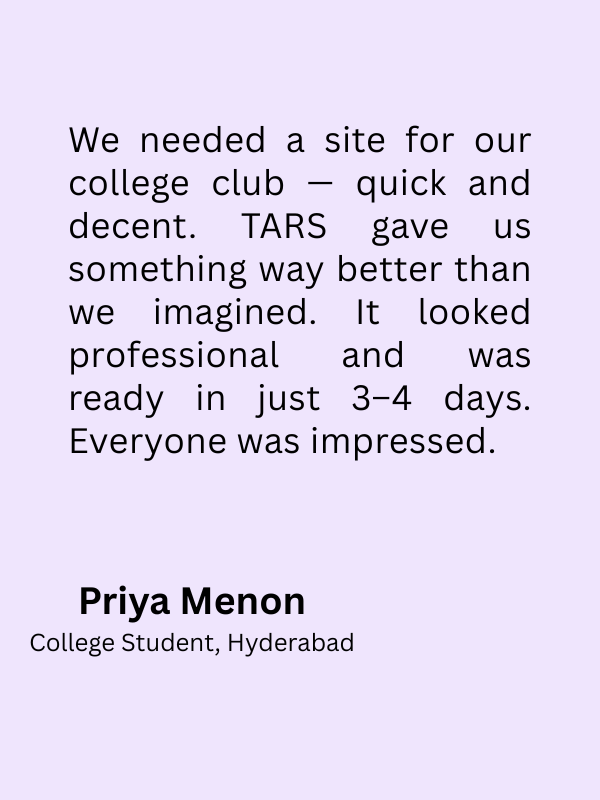 We needed a site for our
college club — quick and
decent. TARS gave us
something way better than
we imagined. It looked
professional and was
ready in just 3–4 days.
Everyone was impressed.
Priya Menon
College Student, Hyderabad